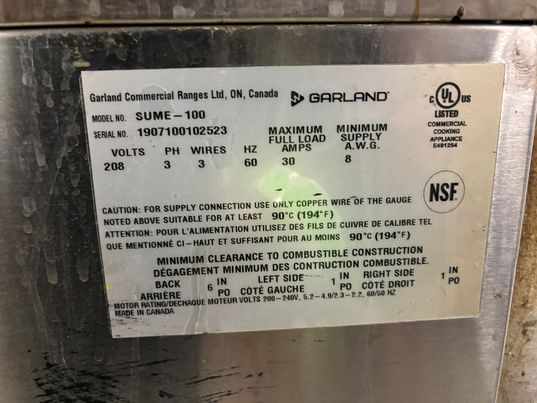 Garland Commercial Ranges Ltd, ON, Canada GARLAND
MODEL NO. SUME-100
SERIAL NO. 1907100102523
C UL US
LISTED
COMMERCIAL
COOKING
APPLIANCE
E491254
MAXIMUM MINIMUM
FULL LOAD SUPPLY
VOLTS PH WIRES HZ AMPS A.W.G.
208 3 3 60 30 8
NSF
CAUTION: FOR SUPPLY CONNECTION USE ONLY COPPER WIRE OF THE GAUGE
NOTED ABOVE SUITABLE FOR AT LEAST 90°C (194°F)
ATTENTION: POUR L'ALIMENTATION UTILISEZ DES FILS DE CUIVRE DE CALIBRE TEL
QUE MENTIONNÉ CI-HAUT ET SUFFISANT POUR AU MOINS 90°C (194°F)
MINIMUM CLEARANCE TO COMBUSTIBLE CONSTRUCTION
DÉGAGEMENT MINIMUM DES CONTRUCTION COMBUSTIBLE.
BACK 6 IN LEFT SIDE 1 IN RIGHT SIDE 1 IN
ARRIÈRE PO CÔTÉ GAUCHE PO CÔTÉ DROIT PO
MOTOR RATING/DECHAQUE MOTEUR VOLTS 200-240V, 5.2-4.9/2.3-2.2, 60/50 HZ
MADE IN CANADA